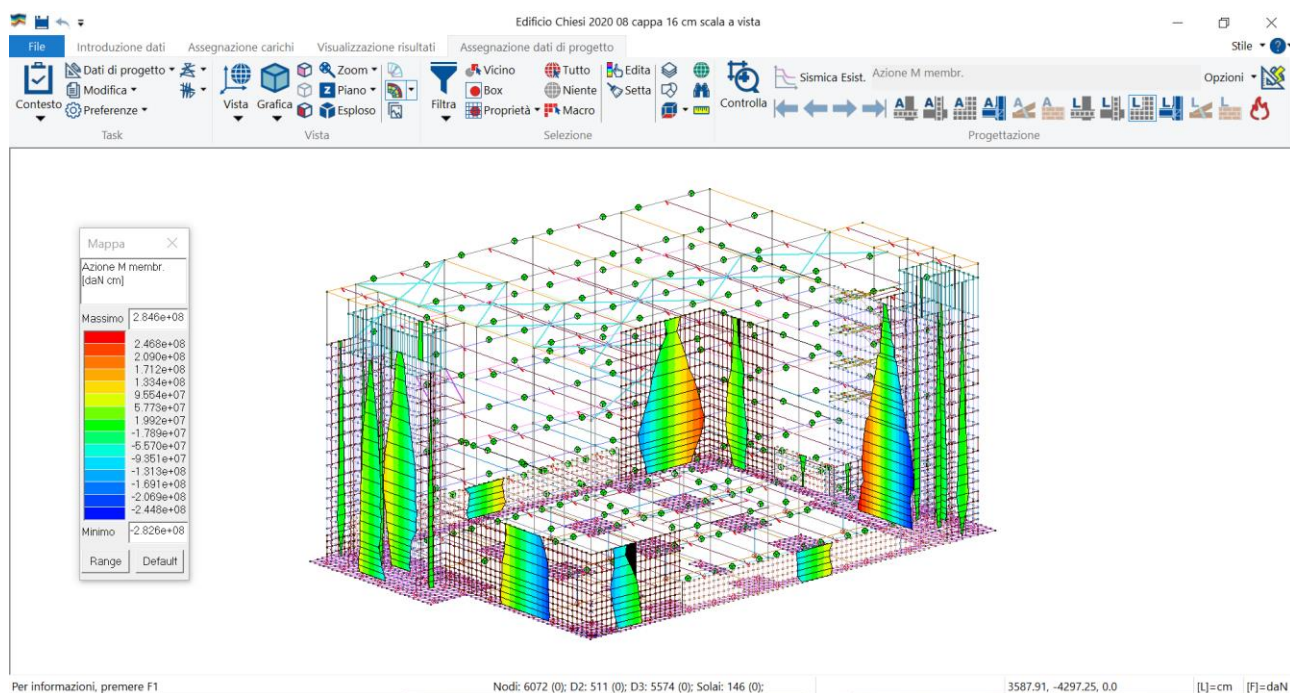 Edificio Chiesi 2020 08 cappa 16 cm scala a vista
File Introduzione dati Assegnazione carichi Visualizzazione risultati Assegnazione dati di progetto Stile ?
Contesto
Dati di progetto
Modifica
Preferenze
Task
Vista
Grafica
Zoom
Z Piano
Esploso
Vista
Filtra
Vicino
Box
Proprietà
Tutto
Niente
Macro
Edita
Setta
Selezione
Controlla
Sismica Esist.
Azione M membr.
Opzioni
A A A A A A L L L L L L
Progettazione
Mappa
Azione M membr.
[daN cm]
Massimo 2.846e+08
2.468e+08
2.090e+08
1.712e+08
1.334e+08
9.554e+07
5.773e+07
1.992e+07
-1.789e+07
-5.570e+07
-9.351e+07
-1.313e+08
-1.691e+08
-2.069e+08
-2.448e+08
Minimo -2.826e+08
Range Default
Per informazioni, premere F1 Nodi: 6072 (0); D2: 511 (0); D3: 5574 (0); Solai: 146 (0); 3587.91, -4297.25, 0.0 [L]=cm [F]=daN